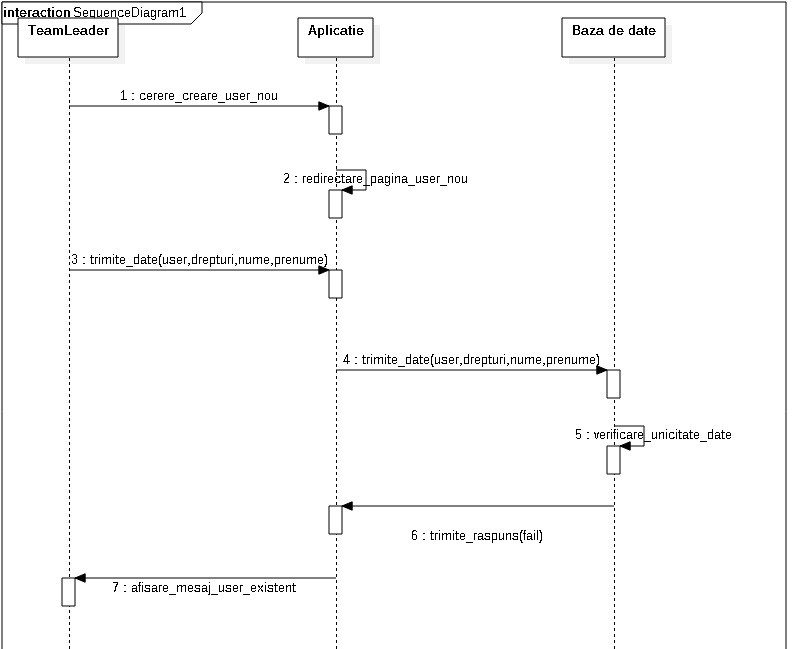 interaction SequenceDiagram1
TeamLeader
Aplicatie
Baza de date
1 : cerere_creare_user_nou
2 : redirectare_pagina_user_nou
3 : trimite_date(user,drepturi,nume,prenume)
4 : trimite_date(user,drepturi,nume,prenume)
5 : verificare_unicitate_date
6 : trimite_raspuns(fail)
7 : afisare_mesaj_user_existent